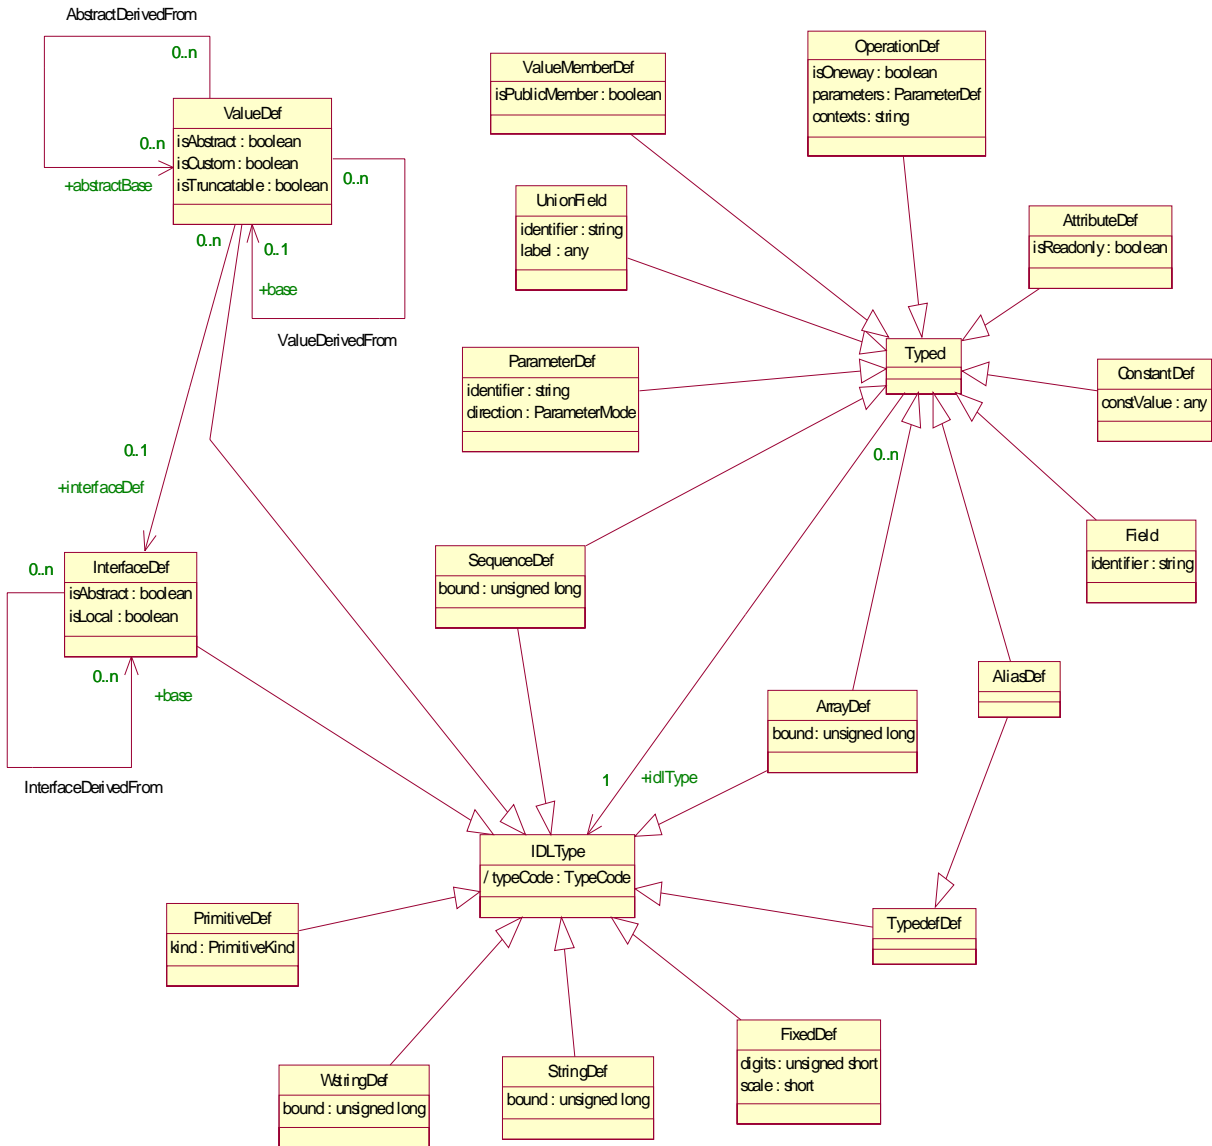 AbstractDerivedFrom
0..n
ValueDef
isAbstract : boolean
isCustom : boolean
isTruncatable : boolean
0..n
+abstractBase
0..n
0..n
0..1
+base
ValueDerivedFrom
0..1
+interfaceDef
0..n
InterfaceDef
isAbstract : boolean
isLocal : boolean
0..n
+base
InterfaceDerivedFrom
ValueMemberDef
isPublicMember : boolean
OperationDef
isOneway : boolean
parameters : ParameterDef
contexts : string
UnionField
identifier : string
label : any
AttributeDef
isReadonly : boolean
ParameterDef
identifier : string
direction : ParameterMode
Typed
ConstantDef
constValue : any
0..n
SequenceDef
bound : unsigned long
Field
identifier : string
ArrayDef
bound : unsigned long
AliasDef
1
+idlType
IDLType
/ typeCode : TypeCode
PrimitiveDef
kind : PrimitiveKind
TypedefDef
WstringDef
bound : unsigned long
StringDef
bound : unsigned long
FixedDef
digits : unsigned short
scale : short